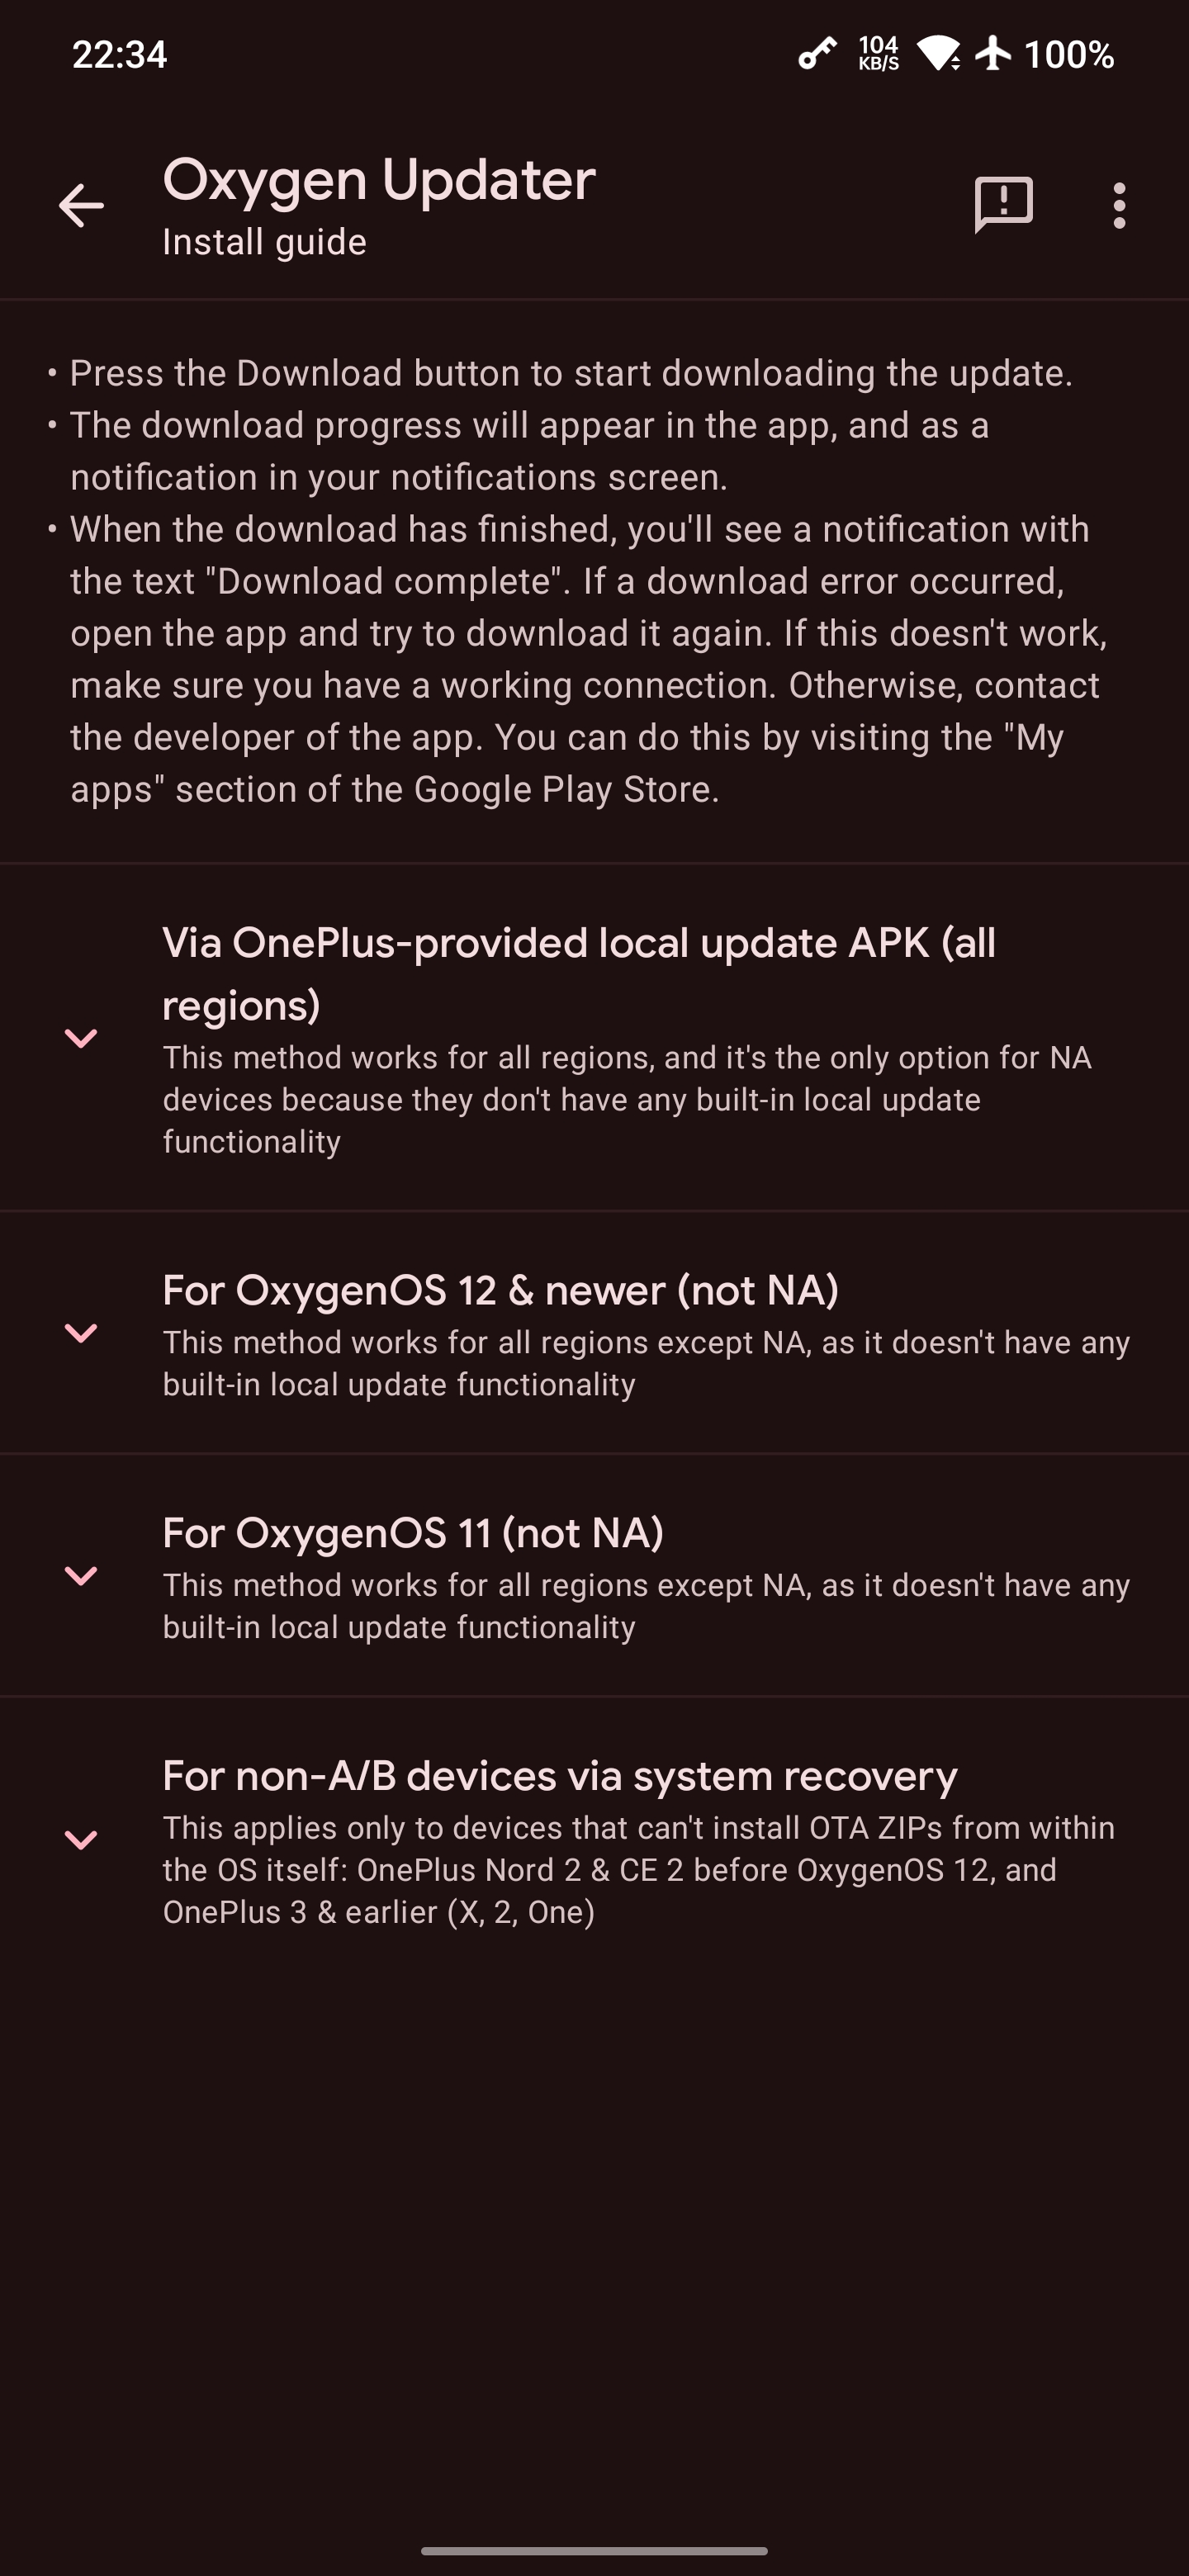 22:34
104
KB/S
100%
Oxygen Updater
Install guide
• Press the Download button to start downloading the update.
• The download progress will appear in the app, and as a
notification in your notifications screen.
• When the download has finished, you'll see a notification with
the text "Download complete". If a download error occurred,
open the app and try to download it again. If this doesn't work,
make sure you have a working connection. Otherwise, contact
the developer of the app. You can do this by visiting the "My
apps" section of the Google Play Store.
Via OnePlus-provided local update APK (all
regions)
This method works for all regions, and it's the only option for NA
devices because they don't have any built-in local update
functionality
For OxygenOS 12 & newer (not NA)
This method works for all regions except NA, as it doesn't have any
built-in local update functionality
For OxygenOS 11 (not NA)
This method works for all regions except NA, as it doesn't have any
built-in local update functionality
For non-A/B devices via system recovery
This applies only to devices that can't install OTA ZIPs from within
the OS itself: OnePlus Nord 2 & CE 2 before OxygenOS 12, and
OnePlus 3 & earlier (X, 2, One)